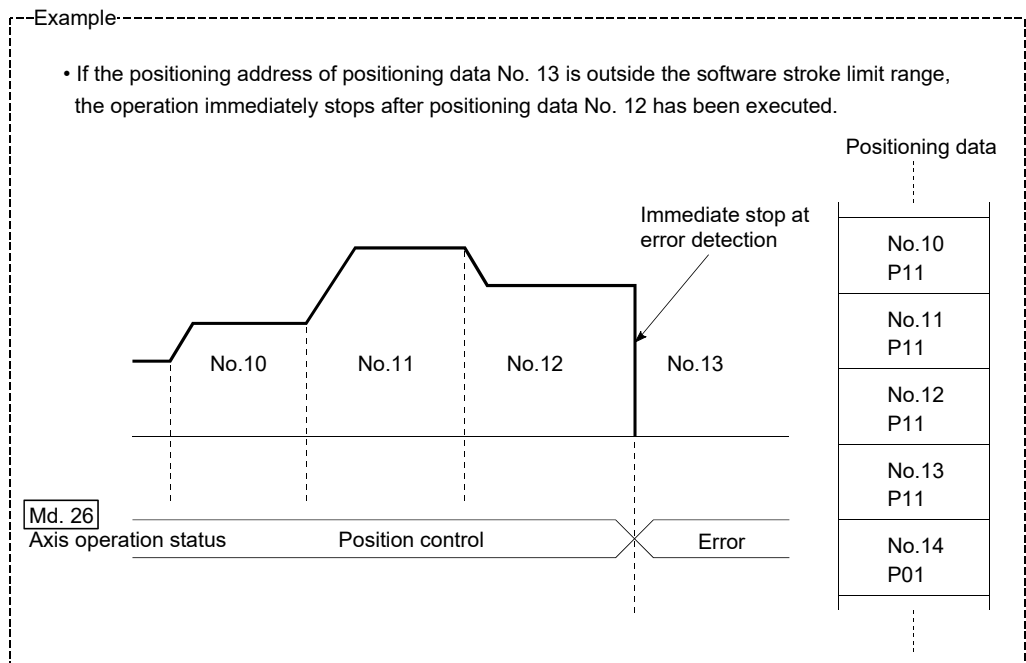 Example
• If the positioning address of positioning data No. 13 is outside the software stroke limit range,
the operation immediately stops after positioning data No. 12 has been executed.
Positioning data
Immediate stop at
error detection
No.10
No.11
No.12
No.13
No.10
P11
No.11
P11
No.12
P11
No.13
P11
No.14
P01
Md. 26
Axis operation status
Position control
Error